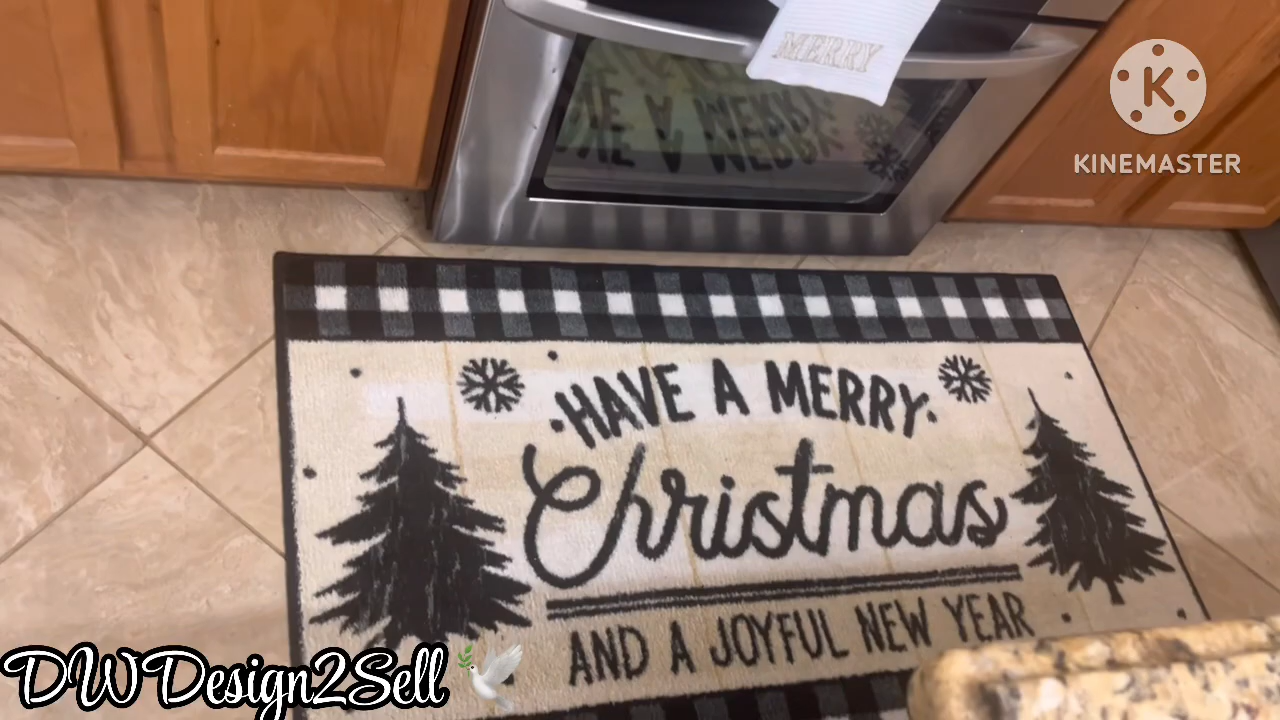 MERRY
K
KINEMASTER
HAVE A MERRY
Christmas
AND A JOYFUL NEW YEAR
DWDesign2Sell 🕊️